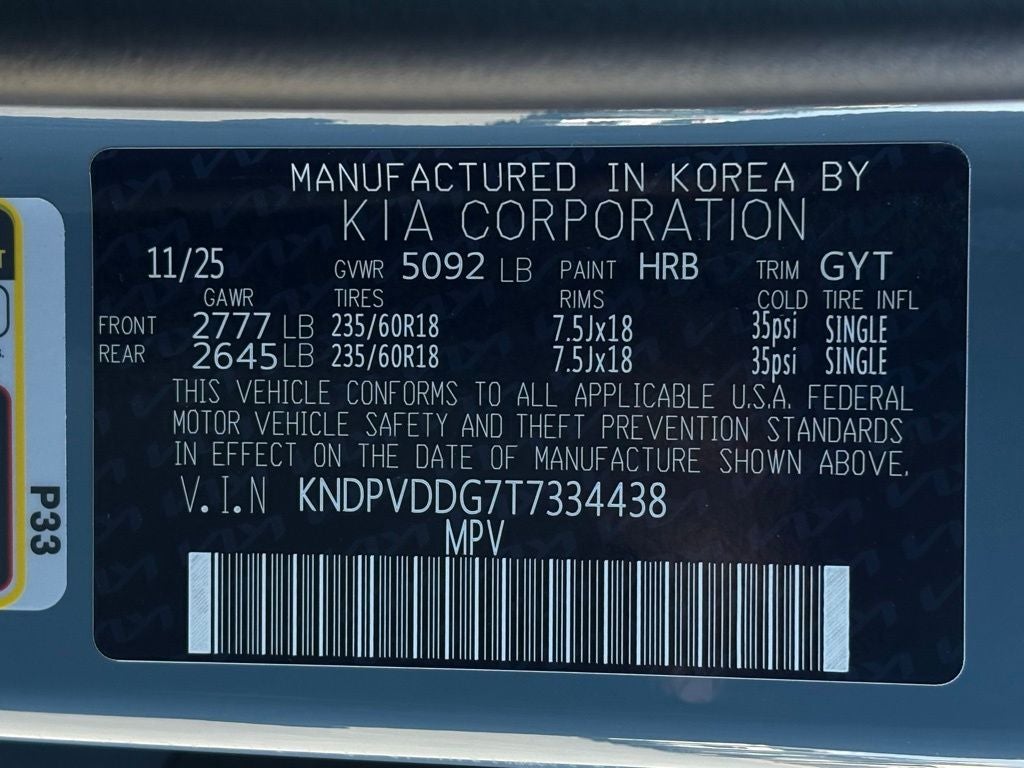 MANUFACTURED IN KOREA BY
KIA CORPORATION
11/25 GVWR 5092 LB PAINT HRB TRIM GYT
GAWR TIRES RIMS COLD TIRE INFL
FRONT 2777 LB 235/60R18 7.5Jx18 35psi SINGLE
REAR 2645 LB 235/60R18 7.5Jx18 35psi SINGLE
THIS VEHICLE CONFORMS TO ALL APPLICABLE U.S.A. FEDERAL
MOTOR VEHICLE SAFETY AND THEFT PREVENTION STANDARDS
IN EFFECT ON THE DATE OF MANUFACTURE SHOWN ABOVE.
V.I.N KNDPVDDG7T7334438
MPV
P33